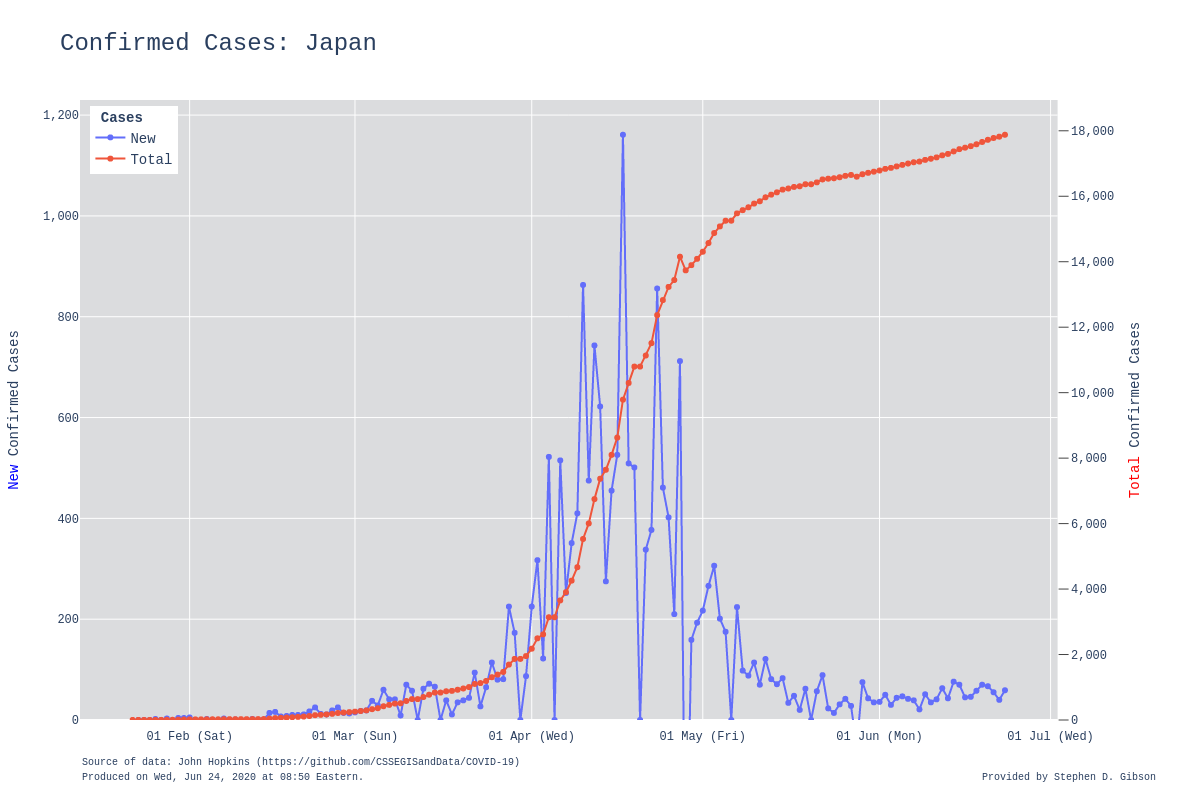 Confirmed Cases: Japan
Cases
New
Total
1,200
1,000
800
600
400
200
0
18,000
16,000
14,000
12,000
10,000
8,000
6,000
4,000
2,000
0
New Confirmed Cases
Total Confirmed Cases
01 Feb (Sat)
01 Mar (Sun)
01 Apr (Wed)
01 May (Fri)
01 Jun (Mon)
01 Jul (Wed)
Source of data: John Hopkins (https://github.com/CSSEGISandData/COVID-19)
Produced on Wed, Jun 24, 2020 at 08:50 Eastern.
Provided by Stephen D. Gibson